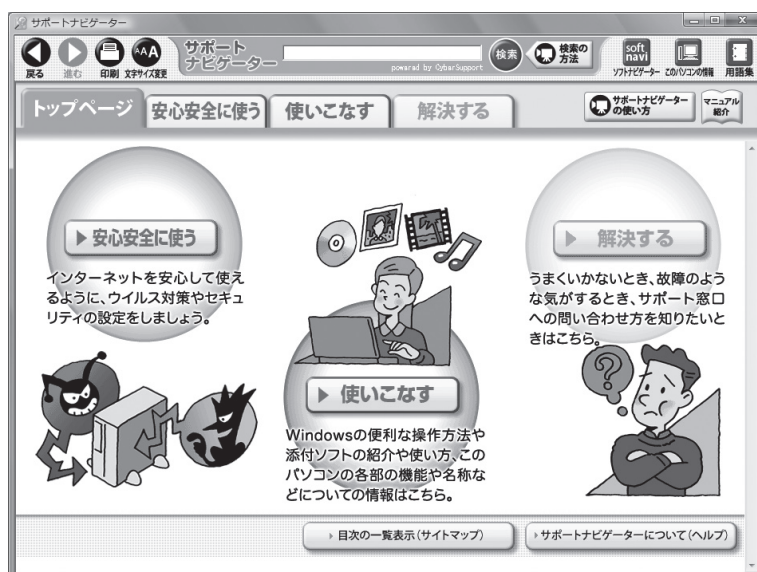 サポートナビゲーター
戻る
進む
印刷
AAA
文字サイズ変更
サポート
ナビゲーター
powered by CybarSupport
検索
検索の
方法
soft
navi
ソフトナビゲーター
このパソコンの情報
用語集
トップページ
安心安全に使う
使いこなす
解決する
サポートナビゲーター
の使い方
マニュアル
紹介
安心安全に使う
インターネットを安心して使え
るように、ウイルス対策やセキュ
リティの設定をしましょう。
使いこなす
Windowsの便利な操作方法や
添付ソフトの紹介や使い方、この
パソコンの各部の機能や名称な
どについての情報はこちら。
解決する
うまくいかないとき、故障のよう
な気がするとき、サポート窓口
への問い合わせ方を知りたいと
きはこちら。
?
目次の一覧表示(サイトマップ)
サポートナビゲーターについて(ヘルプ)